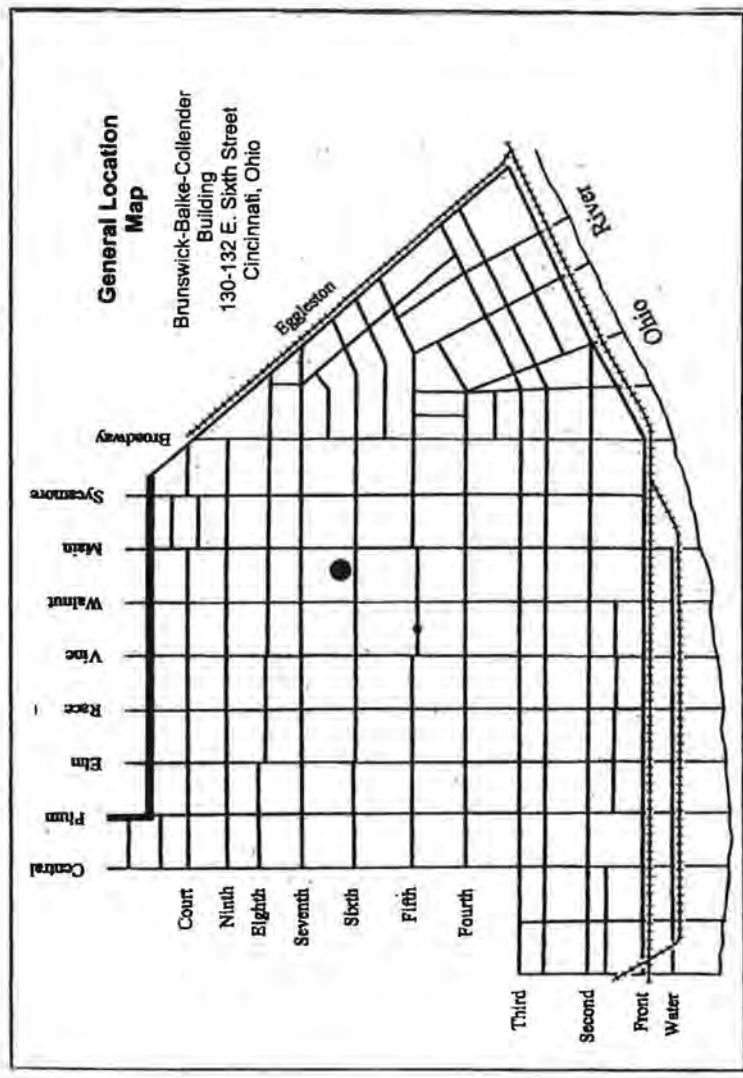 General Location
Map
Brunswick-Balke-Collender
Building
130-132 E. Sixth Street
Cincinnati, Ohio
Central
Plum
Elm
Race
Vine
Walnut
Main
Sycamore
Broadway
Eggleston
Court
Ninth
Eighth
Seventh
Sixth
Fifth
Fourth
Third
Second
Front
Water
Ohio River